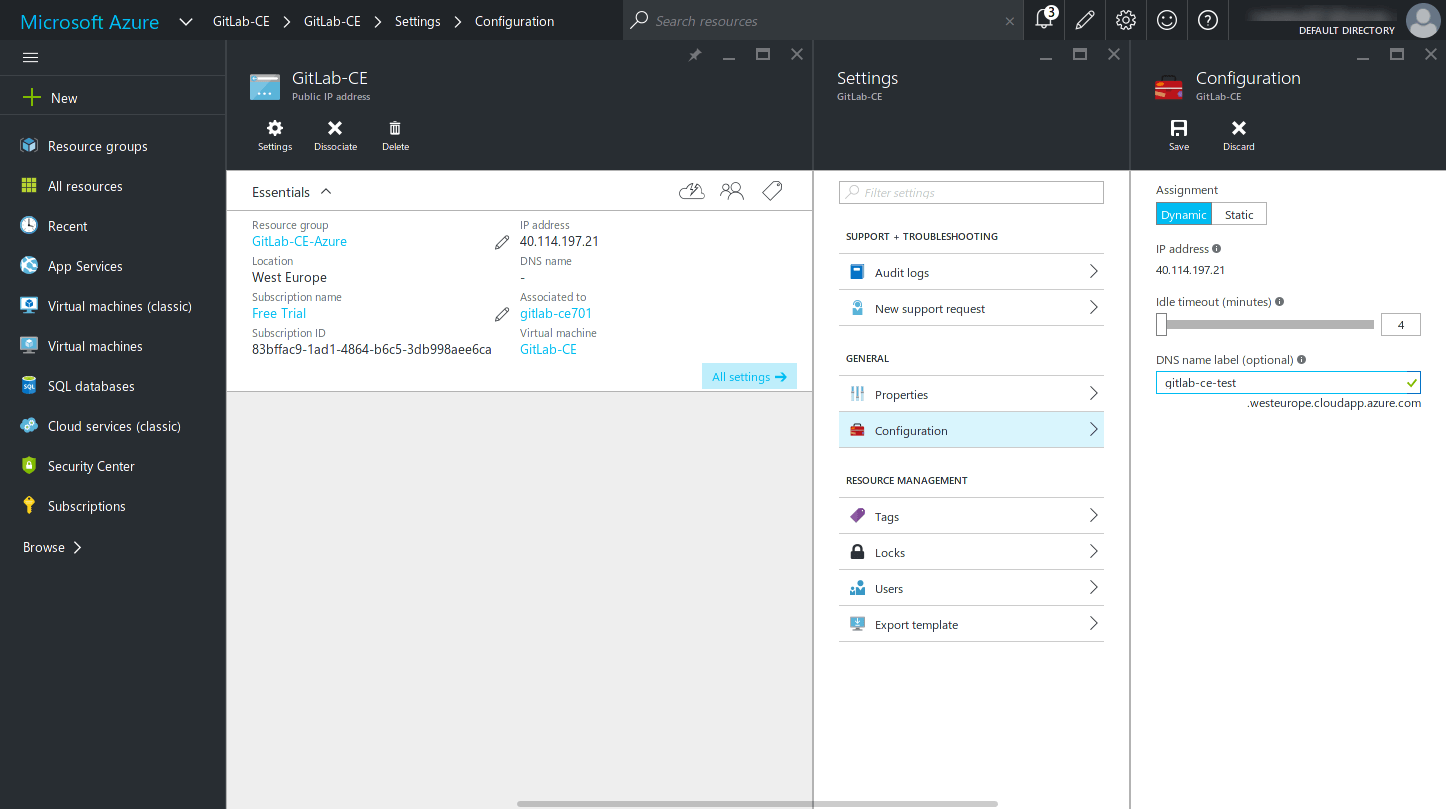 Microsoft Azure
GitLab-CE
GitLab-CE
Settings
Configuration
Search resources
3
DEFAULT DIRECTORY
New
Resource groups
All resources
Recent
App Services
Virtual machines (classic)
Virtual machines
SQL
SQL databases
Cloud services (classic)
Security Center
Subscriptions
Browse
GitLab-CE
Public IP address
Settings
Dissociate
Delete
Essentials
Resource group
GitLab-CE-Azure
Location
West Europe
Subscription name
Free Trial
Subscription ID
83bffac9-1ad1-4864-b6c5-3db998aee6ca
IP address
40.114.197.21
DNS name
-
Associated to
gitlab-ce701
Virtual machine
GitLab-CE
All settings
Settings
GitLab-CE
Filter settings
SUPPORT + TROUBLESHOOTING
Audit logs
New support request
GENERAL
Properties
Configuration
RESOURCE MANAGEMENT
Tags
Locks
Users
Export template
Configuration
GitLab-CE
Save
Discard
Assignment
Dynamic
Static
IP address
40.114.197.21
Idle timeout (minutes)
4
DNS name label (optional)
gitlab-ce-test
.westeurope.cloudapp.azure.com